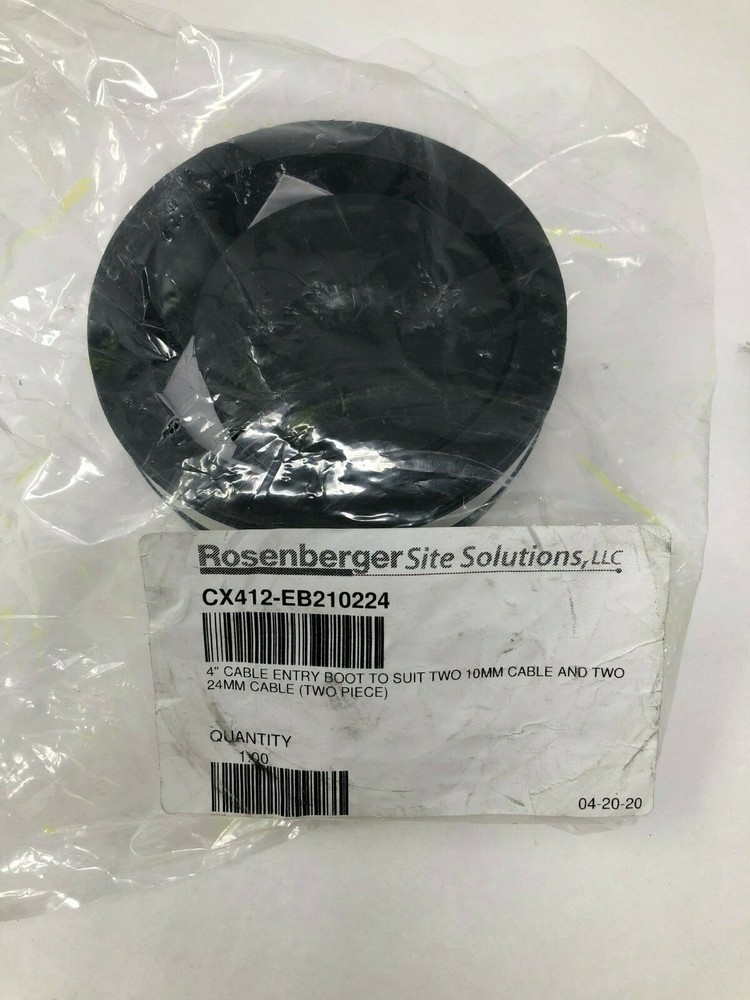 Rosenberger Site Solutions, LLC
CX412-EB210224
4" CABLE ENTRY BOOT TO SUIT TWO 10MM CABLE AND TWO
24MM CABLE (TWO PIECE)
QUANTITY
1.00
04-20-20